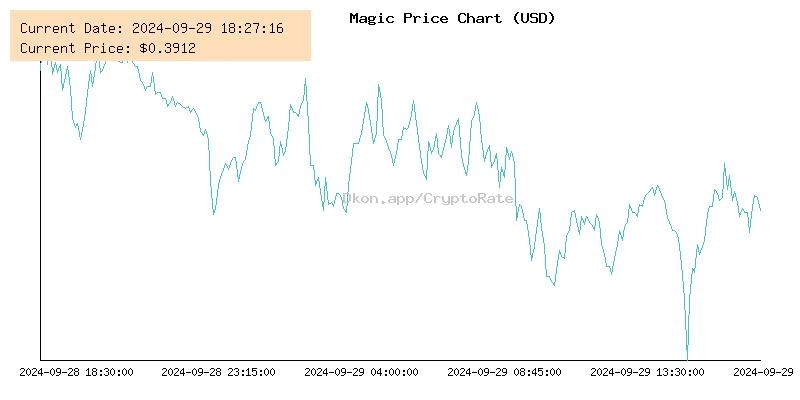 Magic Price Chart (USD)
Current Date: 2024-09-29 18:27:16
Current Price: $0.3912
Dkon.app/CryptoRate
2024-09-28 18:30:00 2024-09-28 23:15:00 2024-09-29 04:00:00 2024-09-29 08:45:00 2024-09-29 13:30:00 2024-09-29